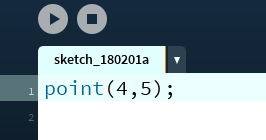 sketch_180201a
1 point(4,5);
2